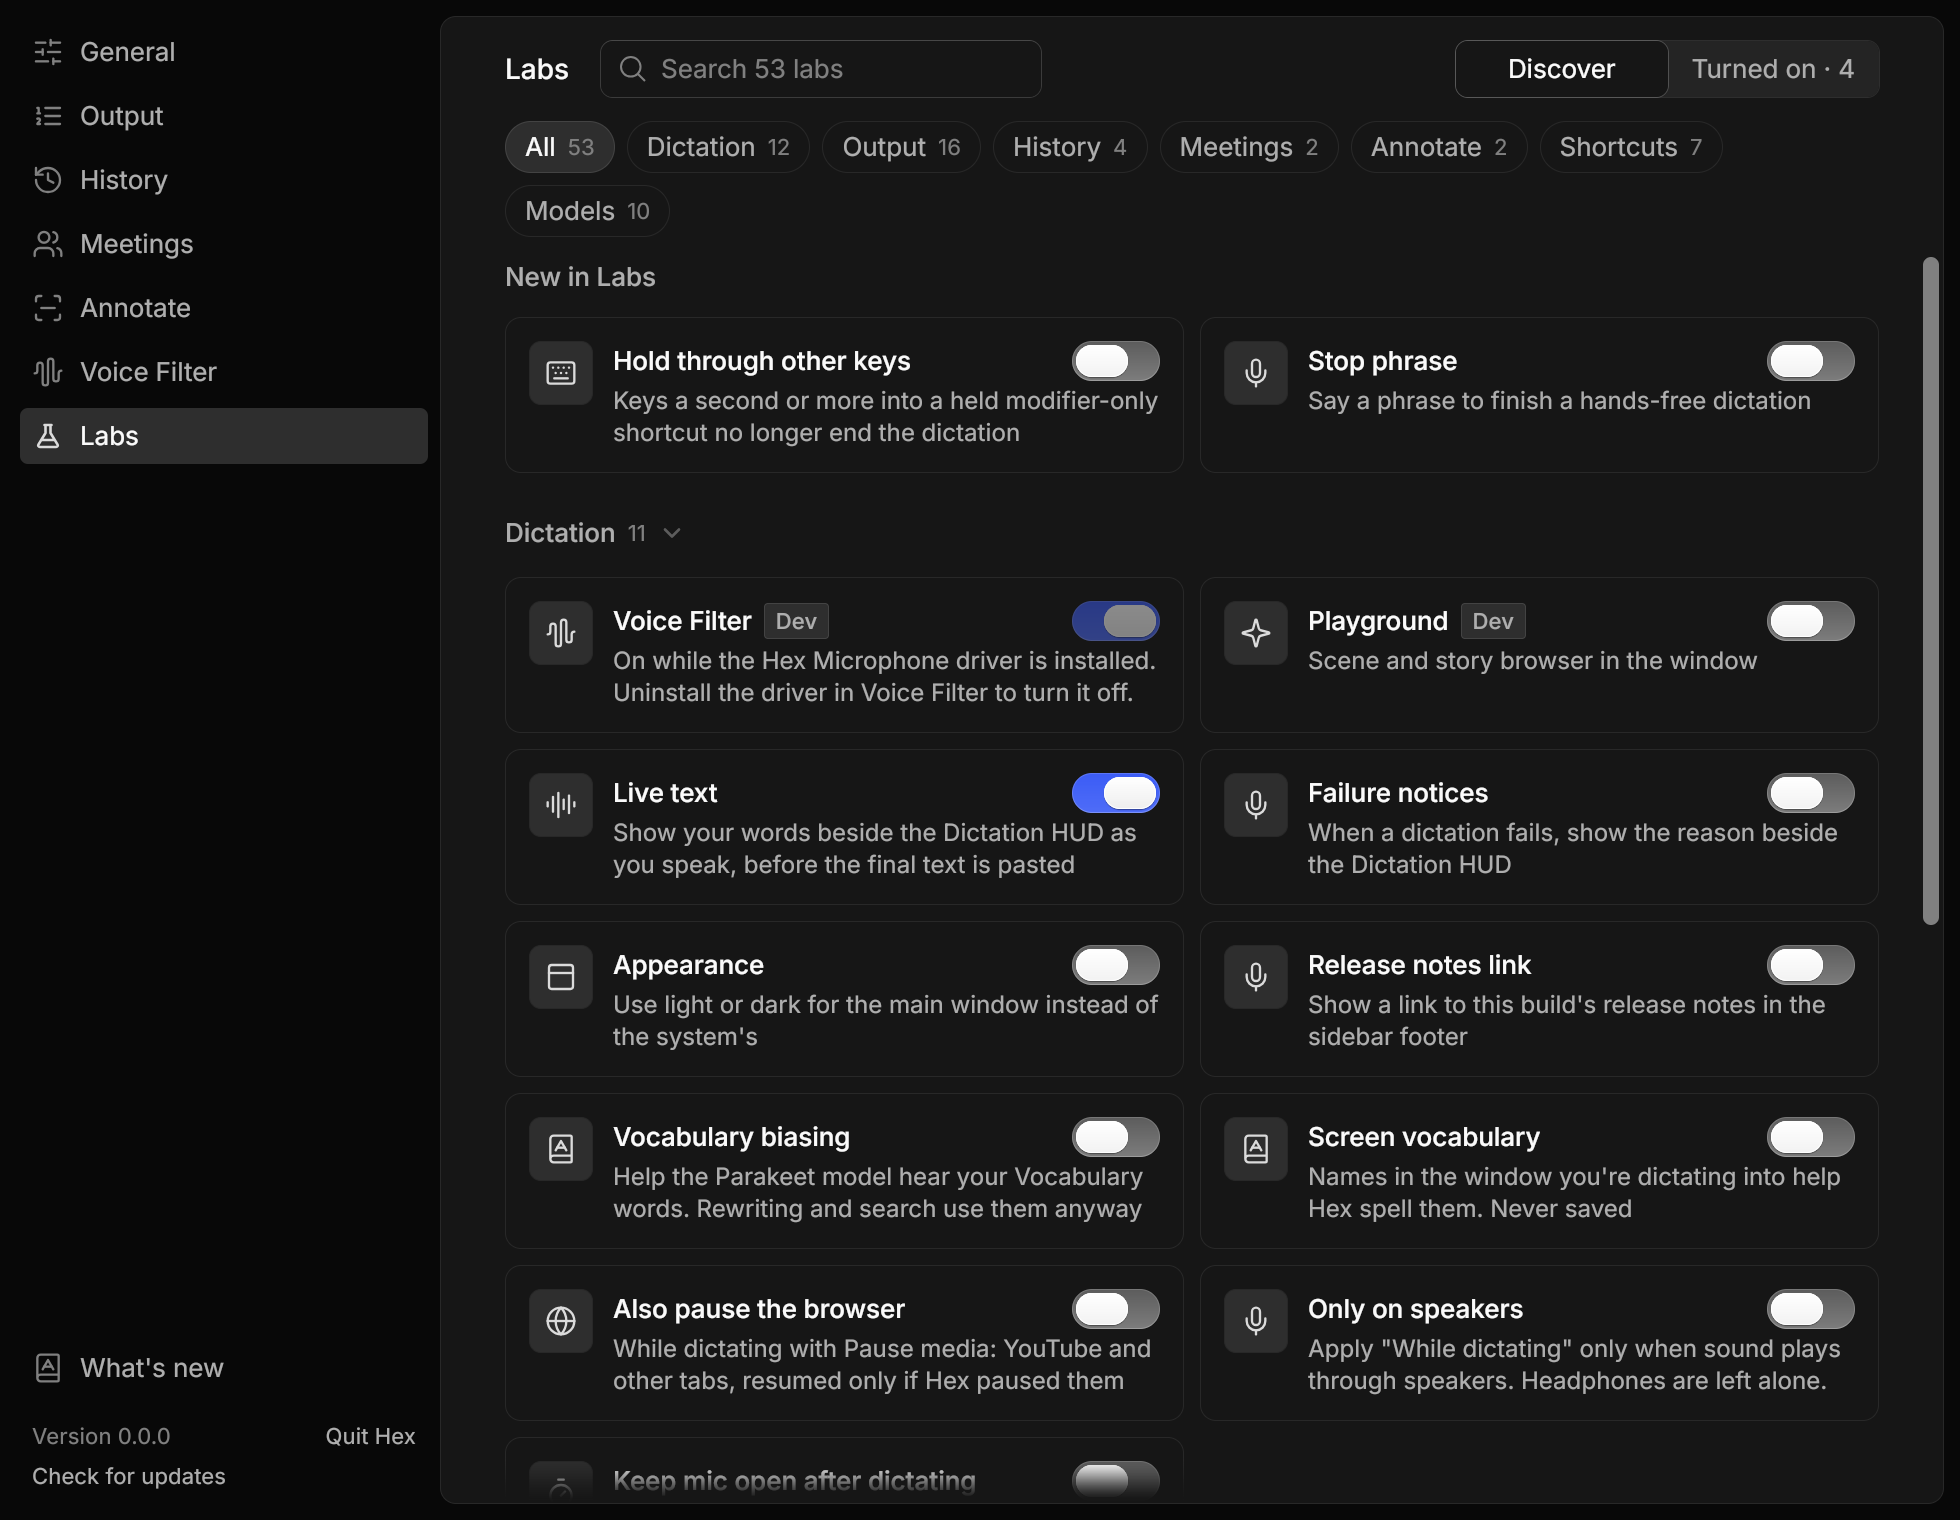 General
Output
History
Meetings
Annotate
Voice Filter
Labs
What's new
Version 0.0.0
Quit Hex
Check for updates
Labs
Search 53 labs
Discover
Turned on · 4
All 53
Dictation 12
Output 16
History 4
Meetings 2
Annotate 2
Shortcuts 7
Models 10
New in Labs
Hold through other keys
Keys a second or more into a held modifier-only
shortcut no longer end the dictation
Stop phrase
Say a phrase to finish a hands-free dictation
Dictation 11
Voice Filter Dev
On while the Hex Microphone driver is installed.
Uninstall the driver in Voice Filter to turn it off.
Playground Dev
Scene and story browser in the window
Live text
Show your words beside the Dictation HUD as
you speak, before the final text is pasted
Failure notices
When a dictation fails, show the reason beside
the Dictation HUD
Appearance
Use light or dark for the main window instead of
the system's
Release notes link
Show a link to this build's release notes in the
sidebar footer
Vocabulary biasing
Help the Parakeet model hear your Vocabulary
words. Rewriting and search use them anyway
Screen vocabulary
Names in the window you're dictating into help
Hex spell them. Never saved
Also pause the browser
While dictating with Pause media: YouTube and
other tabs, resumed only if Hex paused them
Only on speakers
Apply "While dictating" only when sound plays
through speakers. Headphones are left alone.
Keep mic open after dictating